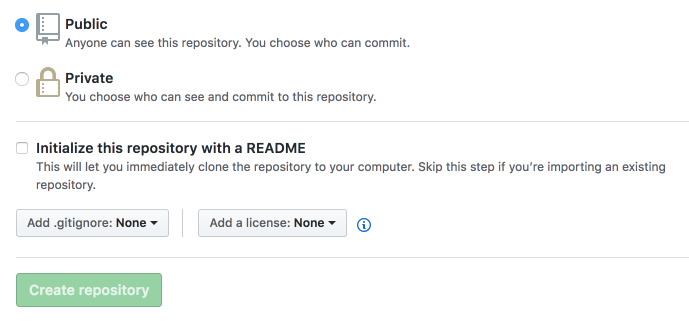 Public
Anyone can see this repository. You choose who can commit.
Private
You choose who can see and commit to this repository.
Initialize this repository with a README
This will let you immediately clone the repository to your computer. Skip this step if you’re importing an existing
repository.
Add .gitignore: None Add a license: None
Create repository